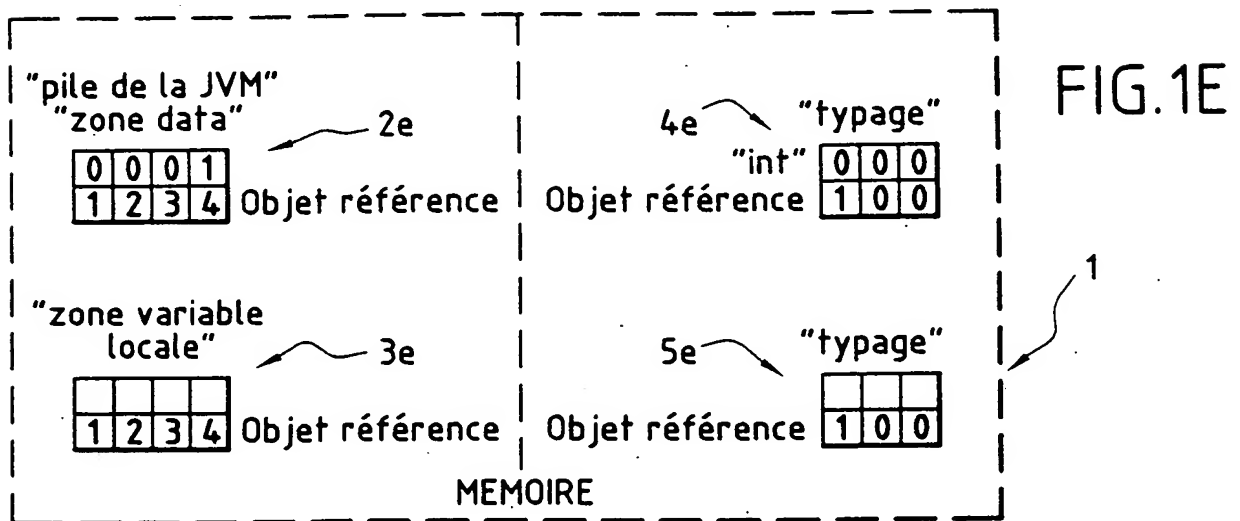 FIG.1E
"pile de la JVM"
"zone data"
2e
0 0 0 1
1 2 3 4 Objet référence
4e
"typage"
"int" 0 0 0
Objet référence 1 0 0
"zone variable
locale"
3e
1 2 3 4 Objet référence
5e
"typage"
Objet référence 1 0 0
1
MEMOIRE